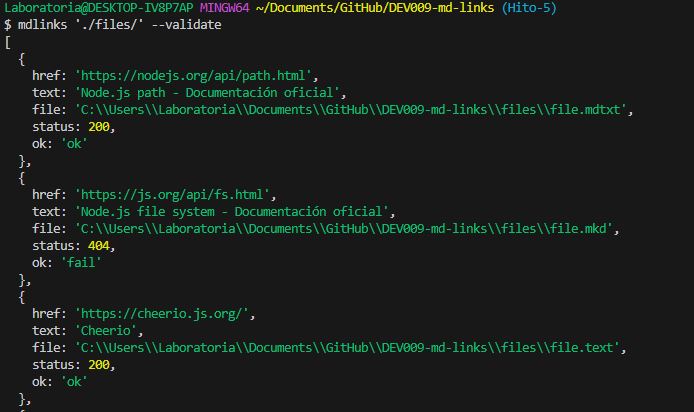 Laboratoria@DESKTOP-IV8P7AP MINGW64 ~/Documents/GitHub/DEV009-md-links (Hito-5)
$ mdlinks './files/' --validate
[
  {
    href: 'https://nodejs.org/api/path.html',
    text: 'Node.js path - Documentación oficial',
    file: 'C:\\Users\\Laboratoria\\Documents\\GitHub\\DEV009-md-links\\files\\file.mdtxt',
    status: 200,
    ok: 'ok'
  },
  {
    href: 'https://js.org/api/fs.html',
    text: 'Node.js file system - Documentación oficial',
    file: 'C:\\Users\\Laboratoria\\Documents\\GitHub\\DEV009-md-links\\files\\file.mkd',
    status: 404,
    ok: 'fail'
  },
  {
    href: 'https://cheerio.js.org/',
    text: 'Cheerio',
    file: 'C:\\Users\\Laboratoria\\Documents\\GitHub\\DEV009-md-links\\files\\file.text',
    status: 200,
    ok: 'ok'
  },
  {